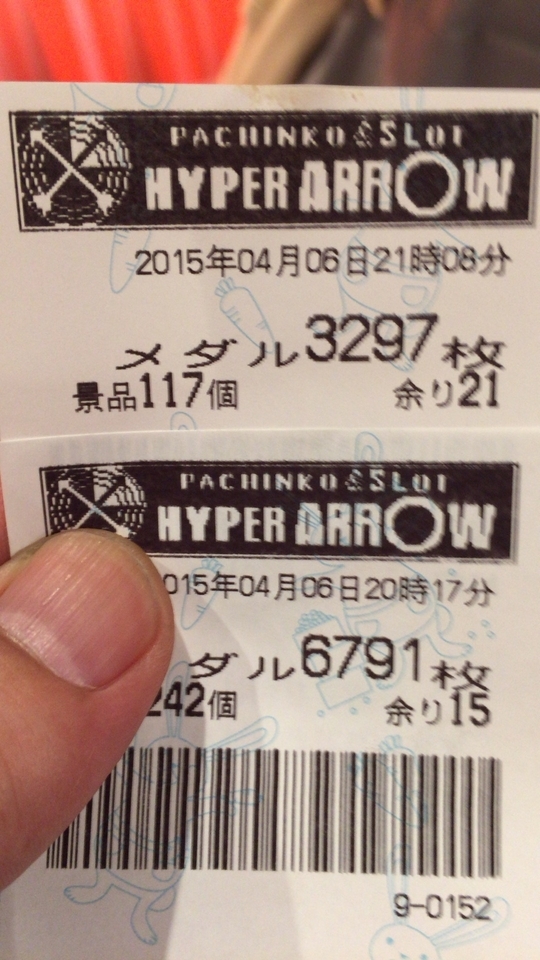 PACHINKO & SLOT
HYPER ARROW
2015年04月06日21時08分
メダル3297枚
景品117個 余り21
PACHINKO & SLOT
HYPER ARROW
015年04月06日20時17分
ダル6791枚
242個 余り15
9-0152